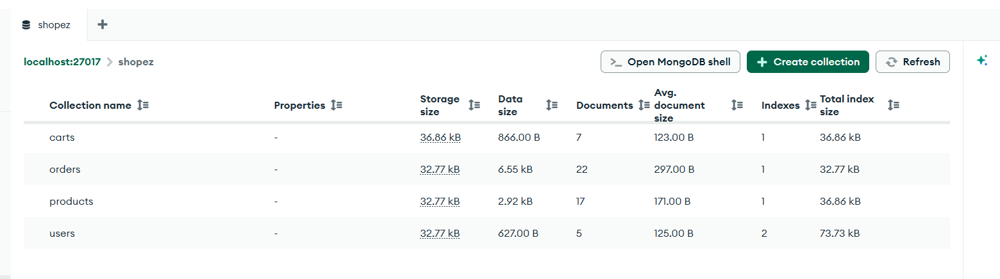 shopez
localhost:27017 shopez
>_ Open MongoDB shell
Create collection
Refresh
Collection name Properties Storage size Data size Documents Avg. document size Indexes Total index size
carts - 36.86 kB 866.00 B 7 123.00 B 1 36.86 kB
orders - 32.77 kB 6.55 kB 22 297.00 B 1 32.77 kB
products - 32.77 kB 2.92 kB 17 171.00 B 1 36.86 kB
users - 32.77 kB 627.00 B 5 125.00 B 2 73.73 kB